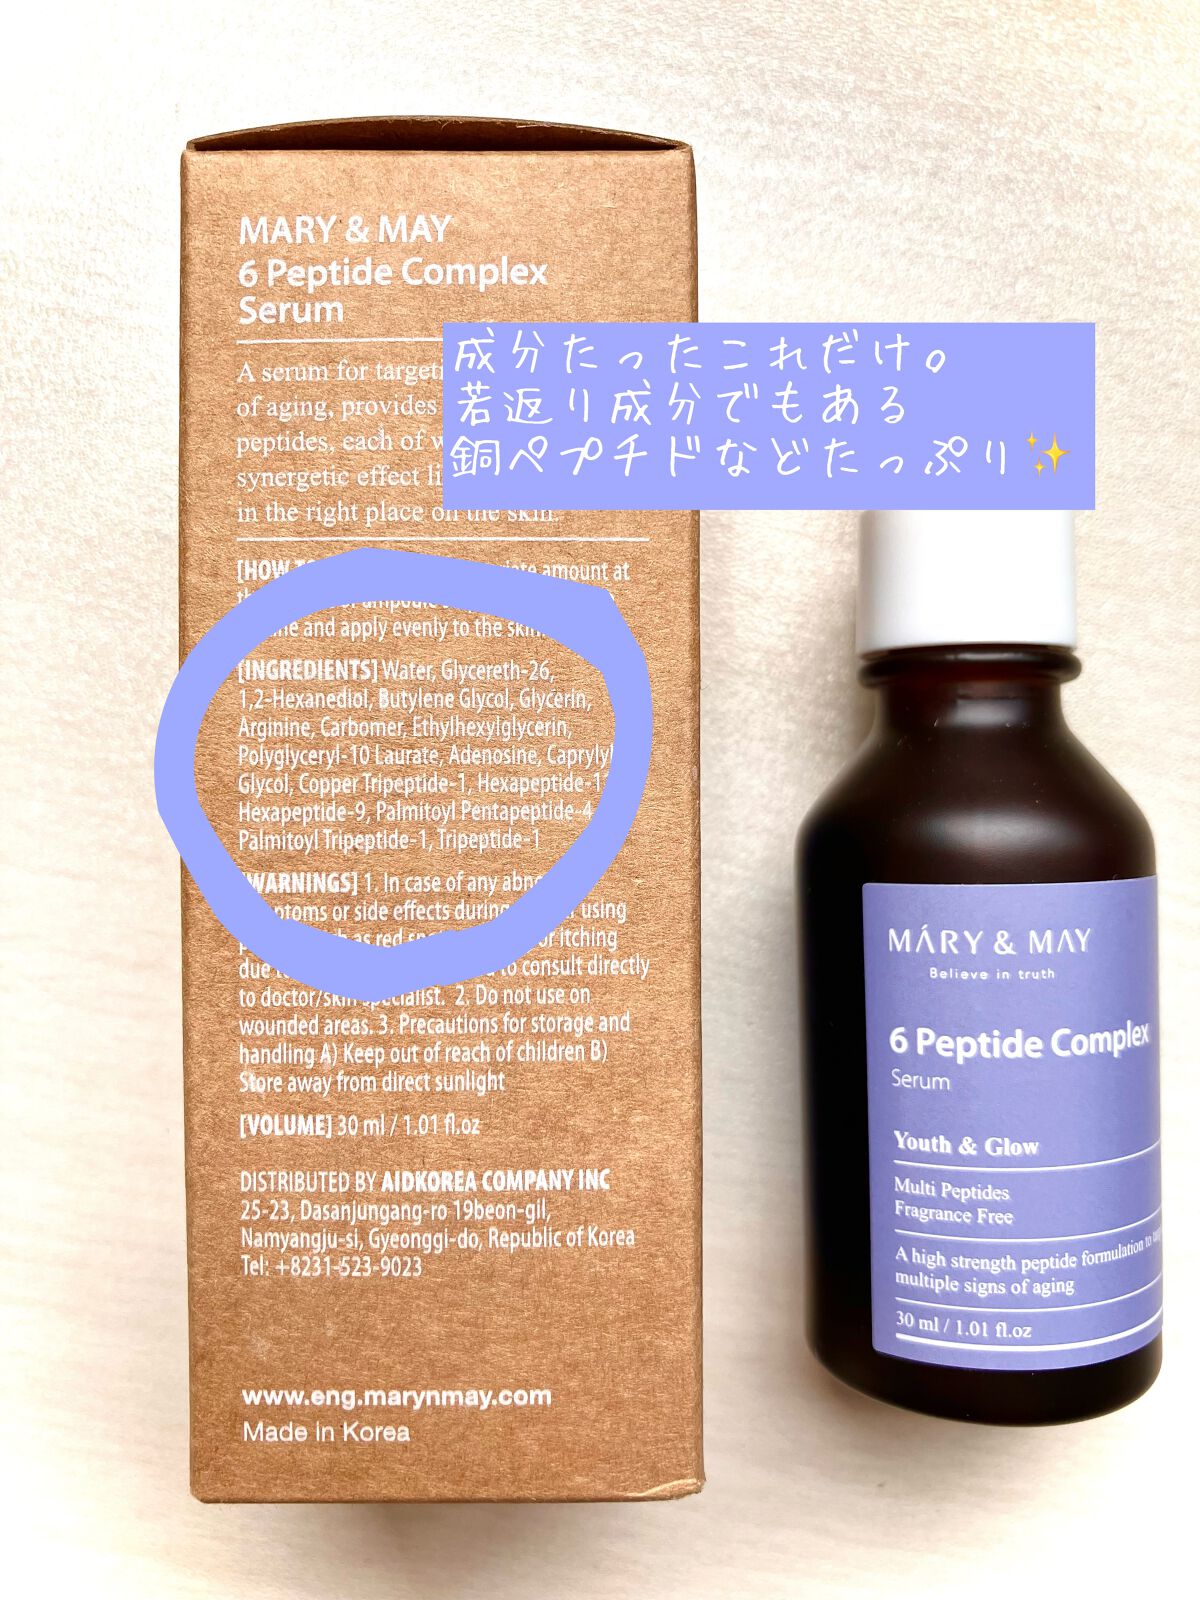 MARY & MAY
6 Peptide Complex
Serum
成分たったこれだけ。
若返り成分でもある
銅ペプチドなどたっぷり✨
A serum for
of aging, provides
peptides, each of
synergetic effect
in the right place on the skin.
[HOW amount at
ampoule
and apply evenly to the skin.
[INGREDIENTS] Water, Glycereth-26,
1,2-Hexanediol, Butylene Glycol, Glycerin,
Arginine, Carbomer, Ethylhexylglycerin,
Polyglyceryl-10 Laurate, Adenosine, Caprylyl
Glycol, Copper Tripeptide-1,
Hexapeptide-9, Palmitoyl Pentapeptide-4
Palmitoyl Tripeptide-1, Tripeptide-1
[WARNINGS] 1. In case of any
or side effects during using
as red or itching
due to consult directly
to doctor/skin specialist. 2. Do not use on
wounded areas. 3. Precautions for storage and
handling A) Keep out of reach of children B)
Store away from direct sunlight
[VOLUME] 30 ml / 1.01 fl.oz
DISTRIBUTED BY AIDKOREA COMPANY INC
25-23, Dasanjungang-ro 19beon-gil,
Namyangju-si, Gyeonggi-do, Republic of Korea
Tel: +8231-523-9023
www.eng.marynmay.com
Made in Korea
MÁRY & MAY
Believe in truth
6 Peptide Complex
Serum
Youth & Glow
Multi Peptides
Fragrance Free
A high strength peptide formulation to
multiple signs of aging
30 ml / 1.01 fl.oz